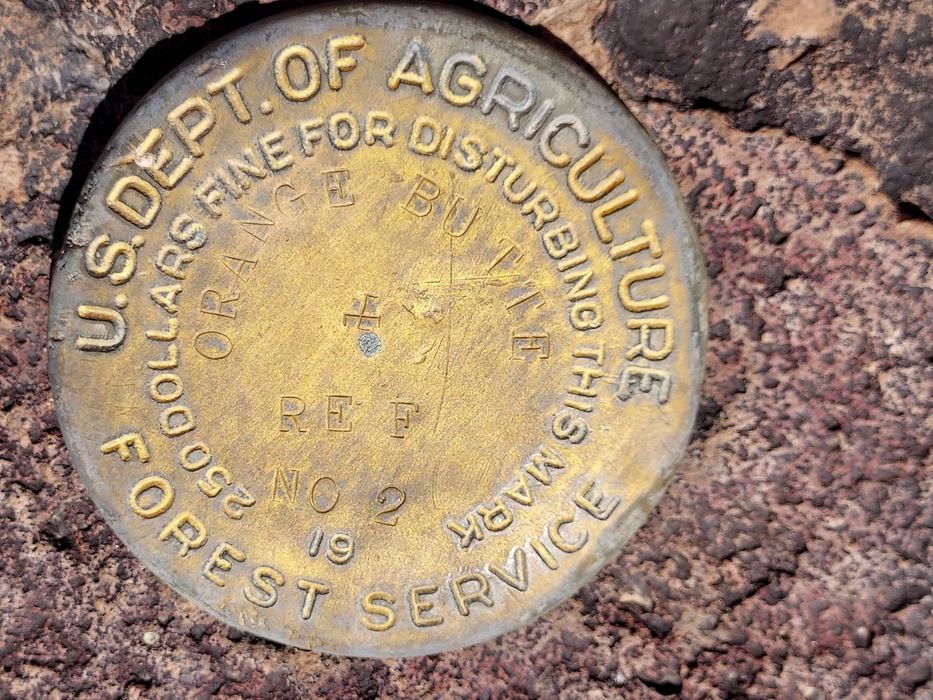 U.S. DEPT. OF AGRICULTURE
FOREST SERVICE
250 DOLLARS FINE FOR DISTURBING THIS MARK
ORANGE BUTTE
+
REF
NO 2
19